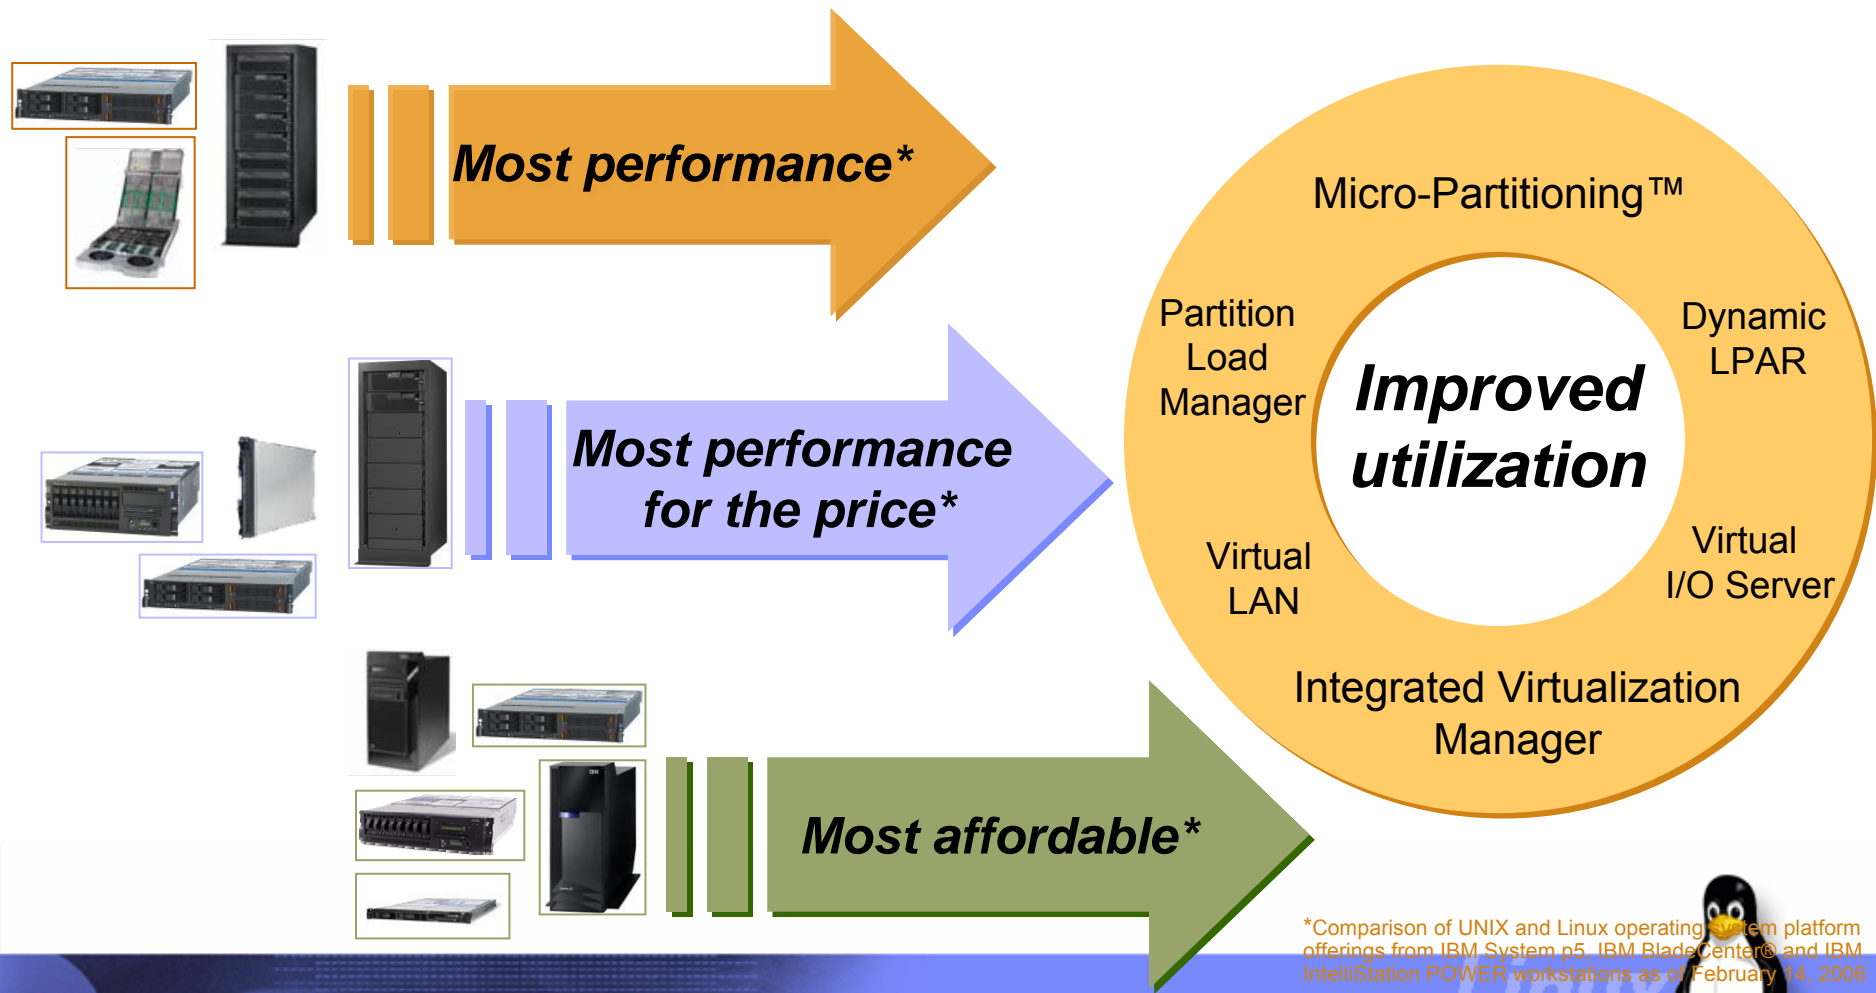 Most performance*
Most performance
for the price*
Most affordable*
Micro-Partitioning™
Partition
Load
Manager
Dynamic
LPAR
Improved
utilization
Virtual
LAN
Virtual
I/O Server
Integrated Virtualization
Manager
IBM
*Comparison of UNIX and Linux operating system platform
offerings from IBM System p5, IBM BladeCenter® and IBM
IntelliStation POWER workstations as of February 14, 2006